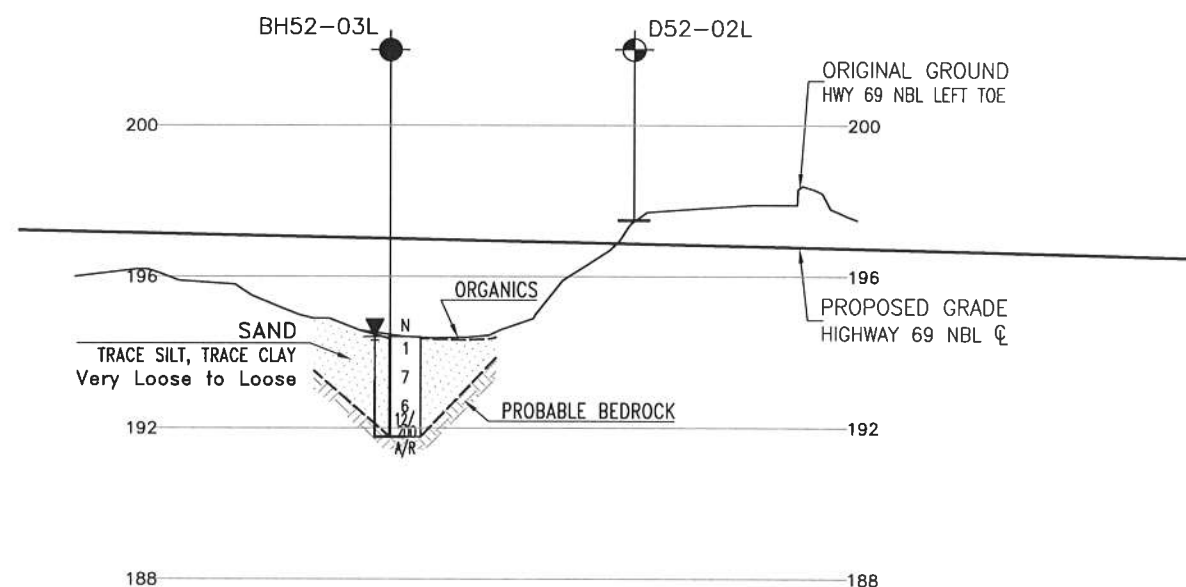 BH52-03L
D52-02L
ORIGINAL GROUND
HWY 69 NBL LEFT TOE
200
200
196
196
ORGANICS
PROPOSED GRADE
HIGHWAY 69 NBL ℄
SAND
TRACE SILT, TRACE CLAY
Very Loose to Loose
N
1
7
6
12/
A/R
PROBABLE BEDROCK
192
192
188
188